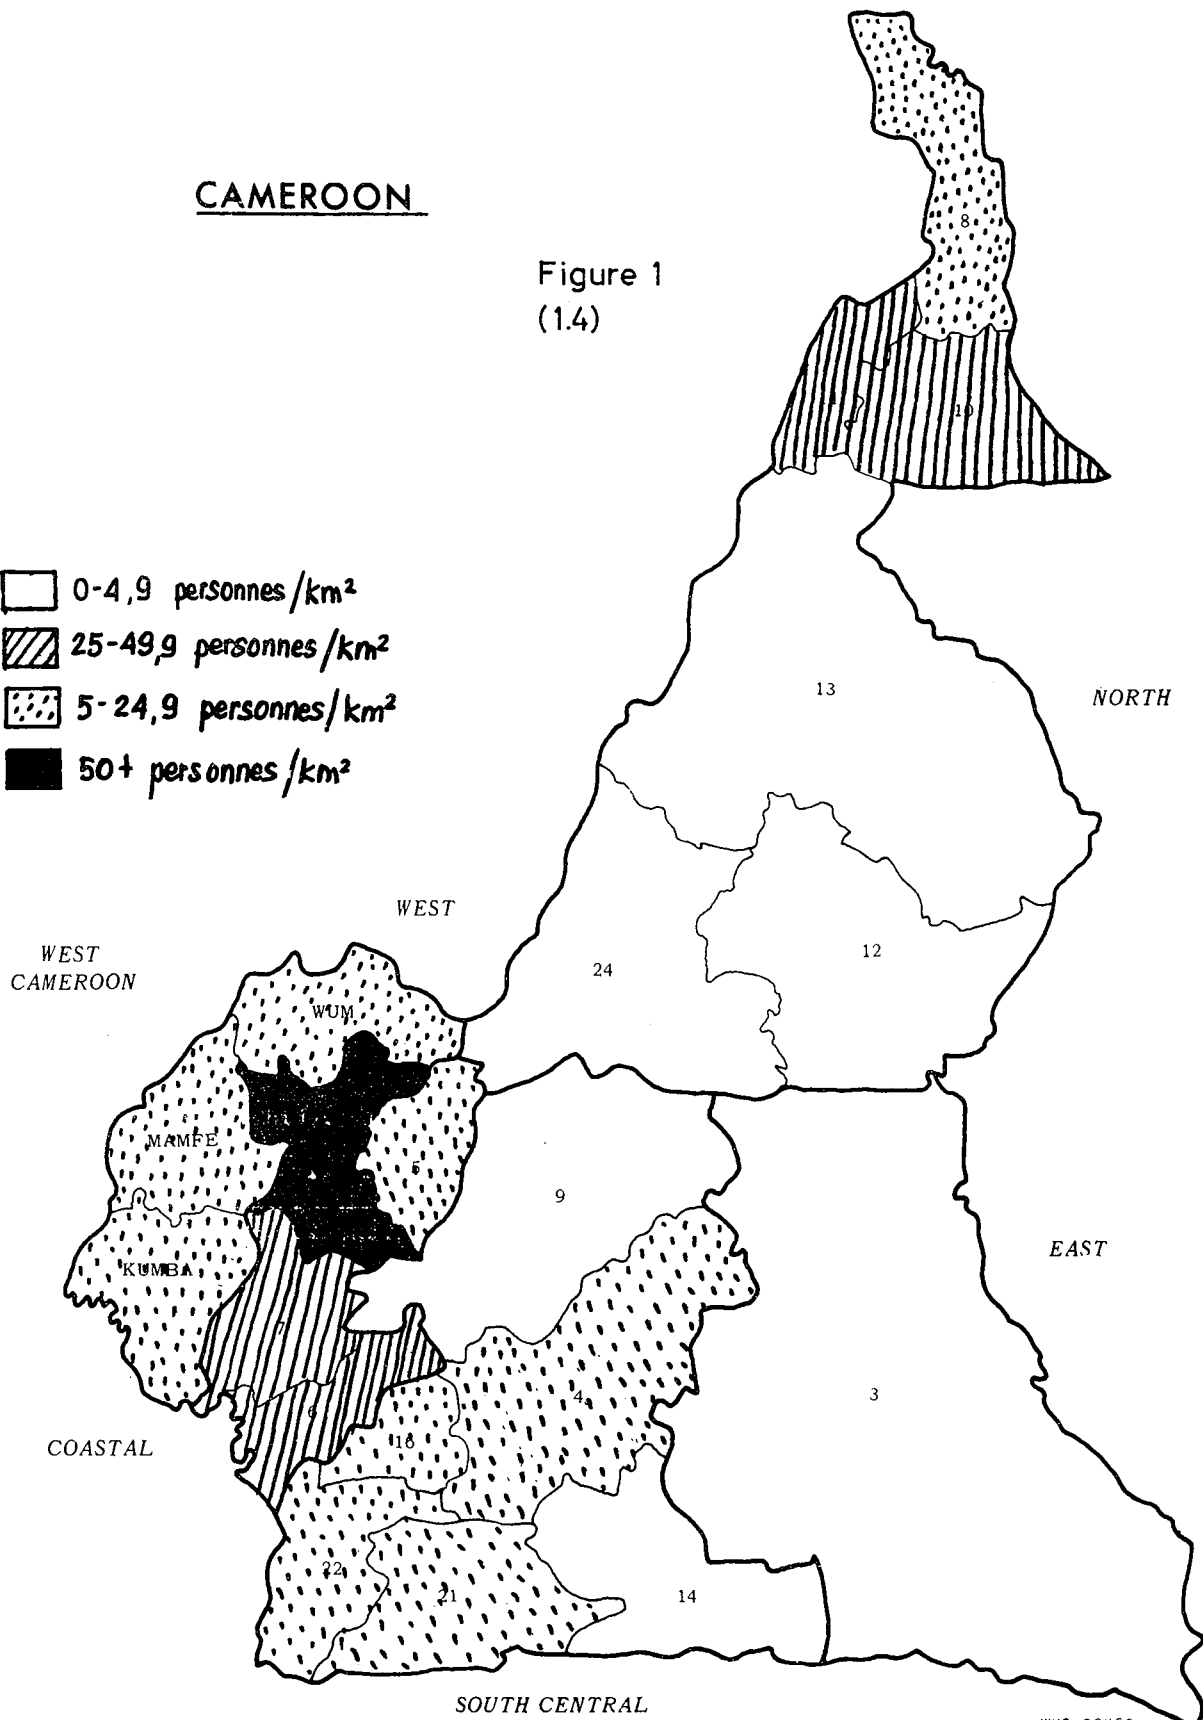 CAMEROON
Figure 1
(1.4)
8
10
0-4,9 personnes/km²
25-49,9 personnes/km²
5-24,9 personnes/km²
50+ personnes/km²
13
NORTH
WEST
WEST
CAMEROON
24
12
WUM
MAMFE
5
9
KUMBA
EAST
7
6
4
3
COASTAL
16
22
21
14
SOUTH CENTRAL